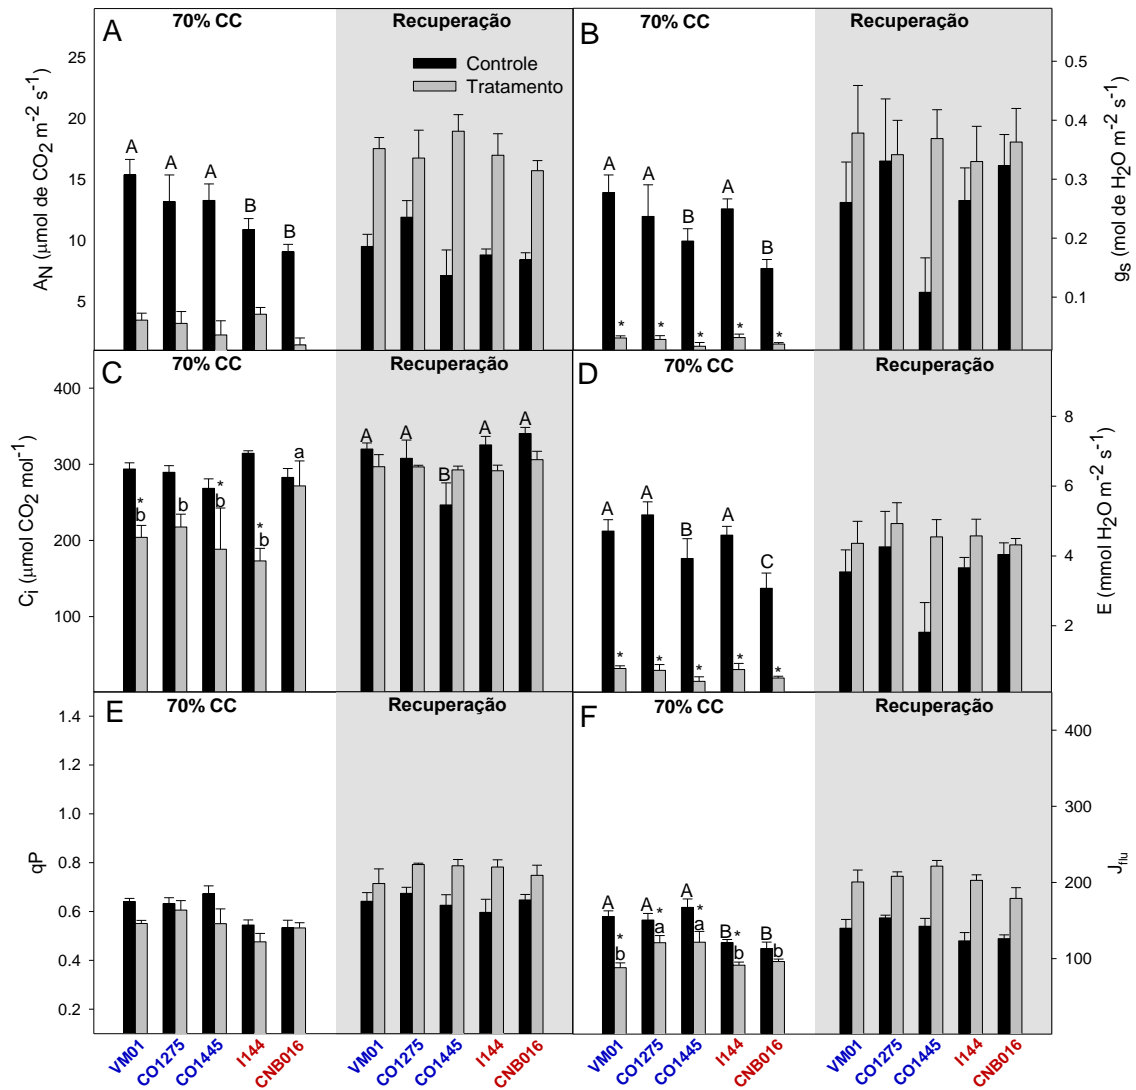 A 70% CC Recuperação
Controle
Tratamento
25
20
15
10
5
A_N (μmol de CO₂ m⁻² s⁻¹)
A A A B B
B 70% CC Recuperação
0.5
0.4
0.3
0.2
0.1
g_s (mol de H₂O m⁻² s⁻¹)
A A B A B
* * * * *
C 70% CC Recuperação
400
300
200
100
C_i (μmol CO₂ mol⁻¹)
* b b * b * b a
A A B A A
D 70% CC Recuperação
8
6
4
2
E (mmol H₂O m⁻² s⁻¹)
A A B A C
* * * * *
E 70% CC Recuperação
1.4
1.2
1.0
0.8
0.6
0.4
0.2
qP
F 70% CC Recuperação
400
300
200
100
J_flu
A * b A * a A * a B * b B b
VM01 CO1275 CO1445 I144 CNB016 VM01 CO1275 CO1445 I144 CNB016 VM01 CO1275 CO1445 I144 CNB016 VM01 CO1275 CO1445 I144 CNB016